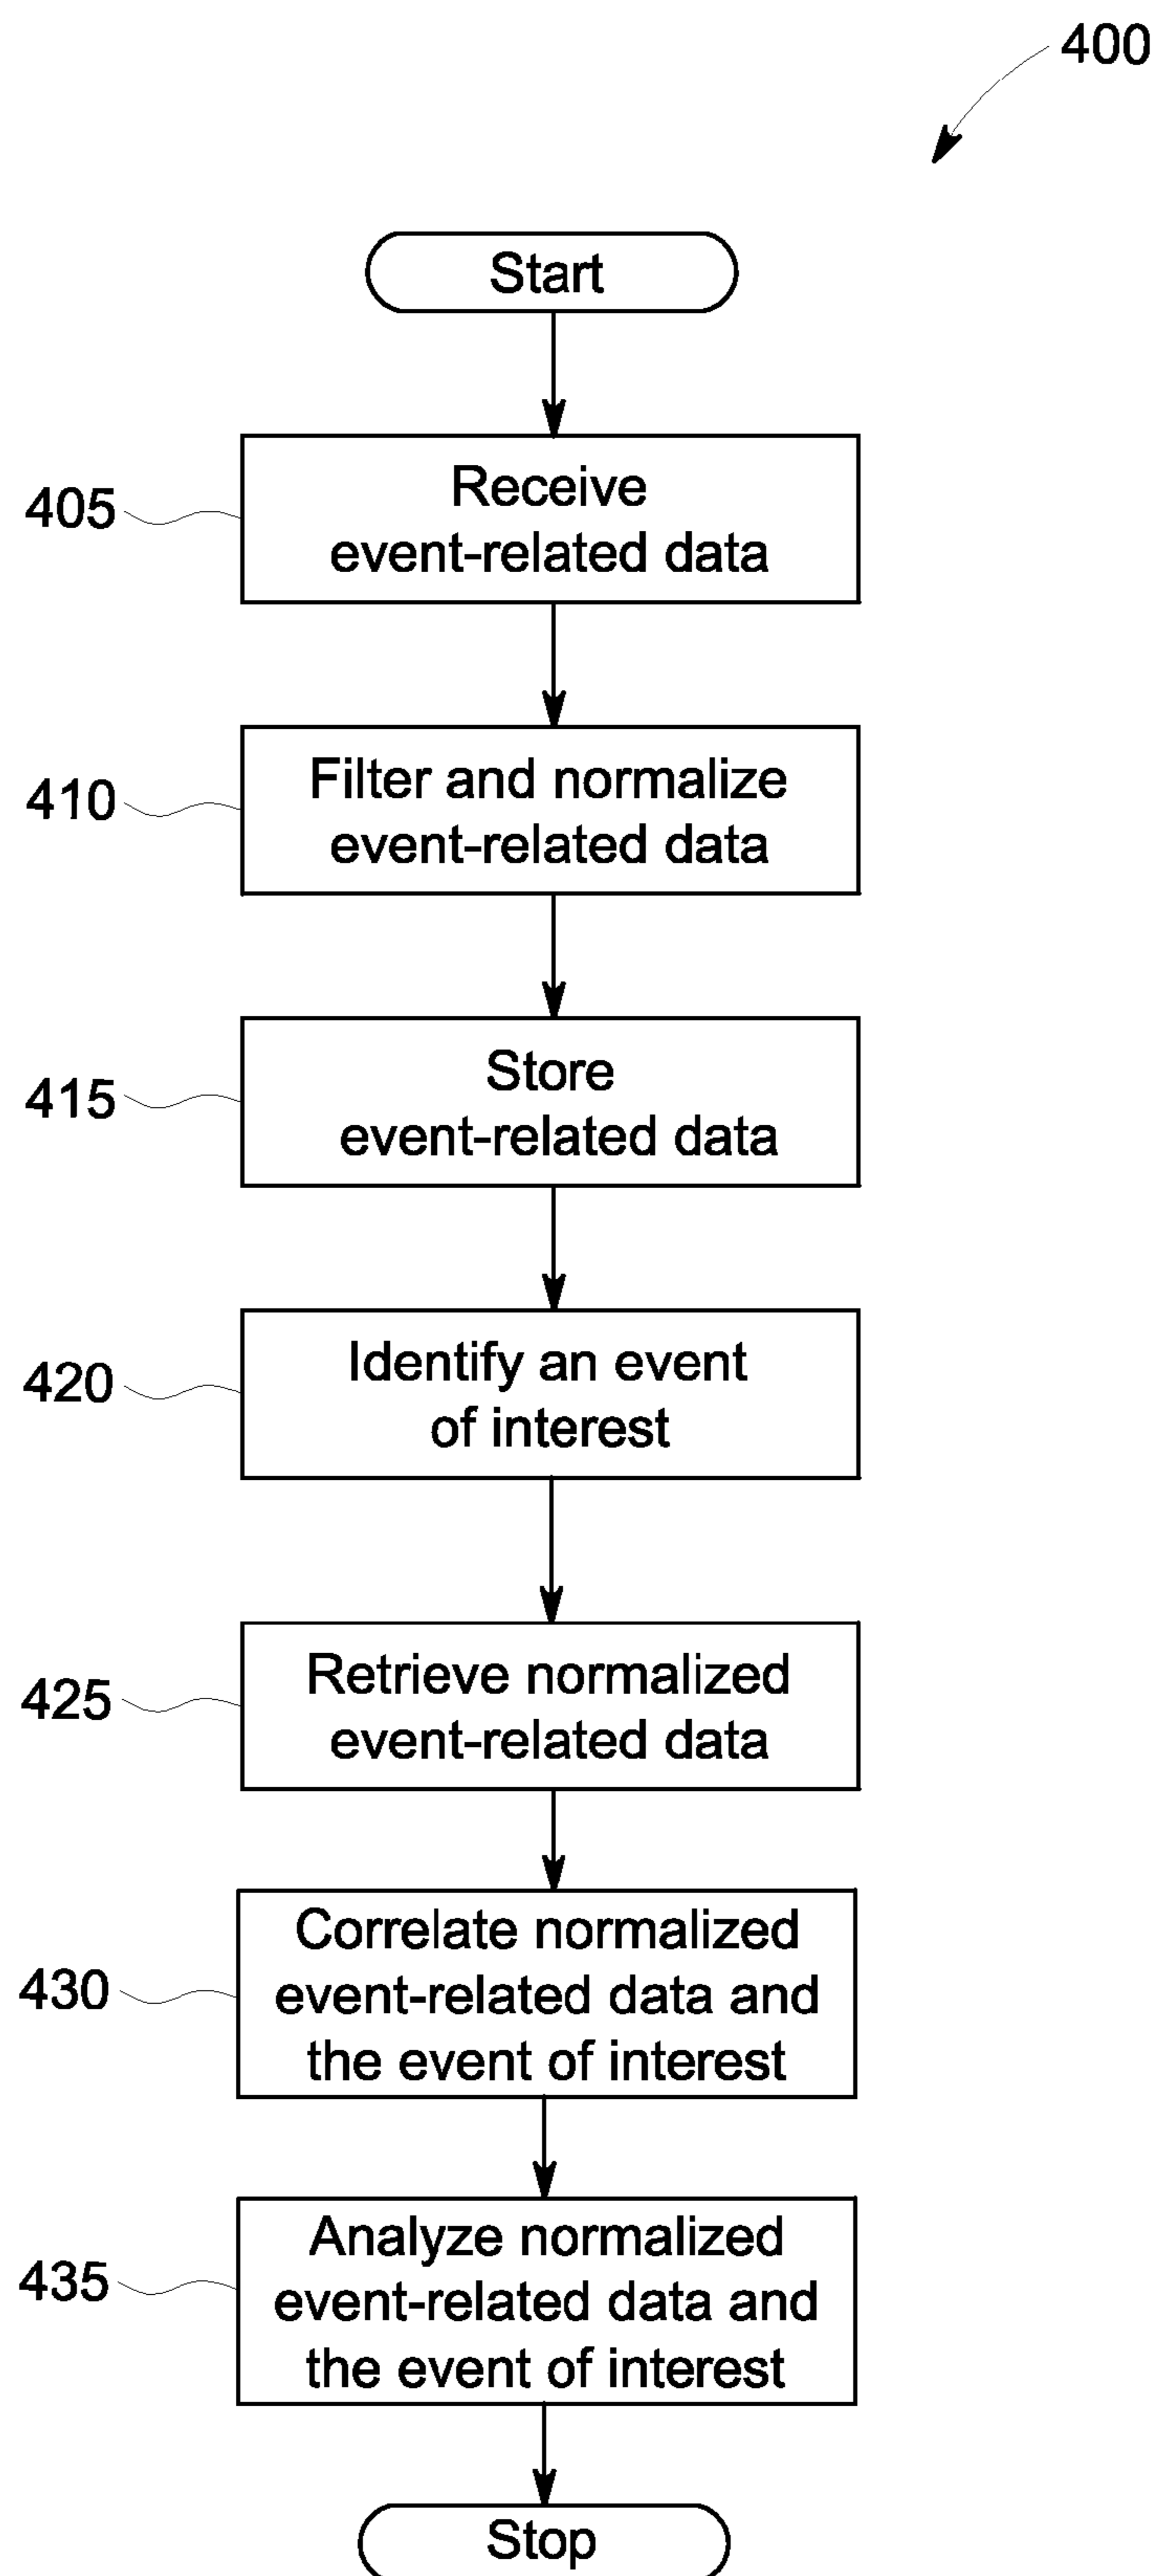 400
Start
405
Receive
event-related data
410
Filter and normalize
event-related data
415
Store
event-related data
420
Identify an event
of interest
425
Retrieve normalized
event-related data
430
Correlate normalized
event-related data and
the event of interest
435
Analyze normalized
event-related data and
the event of interest
Stop